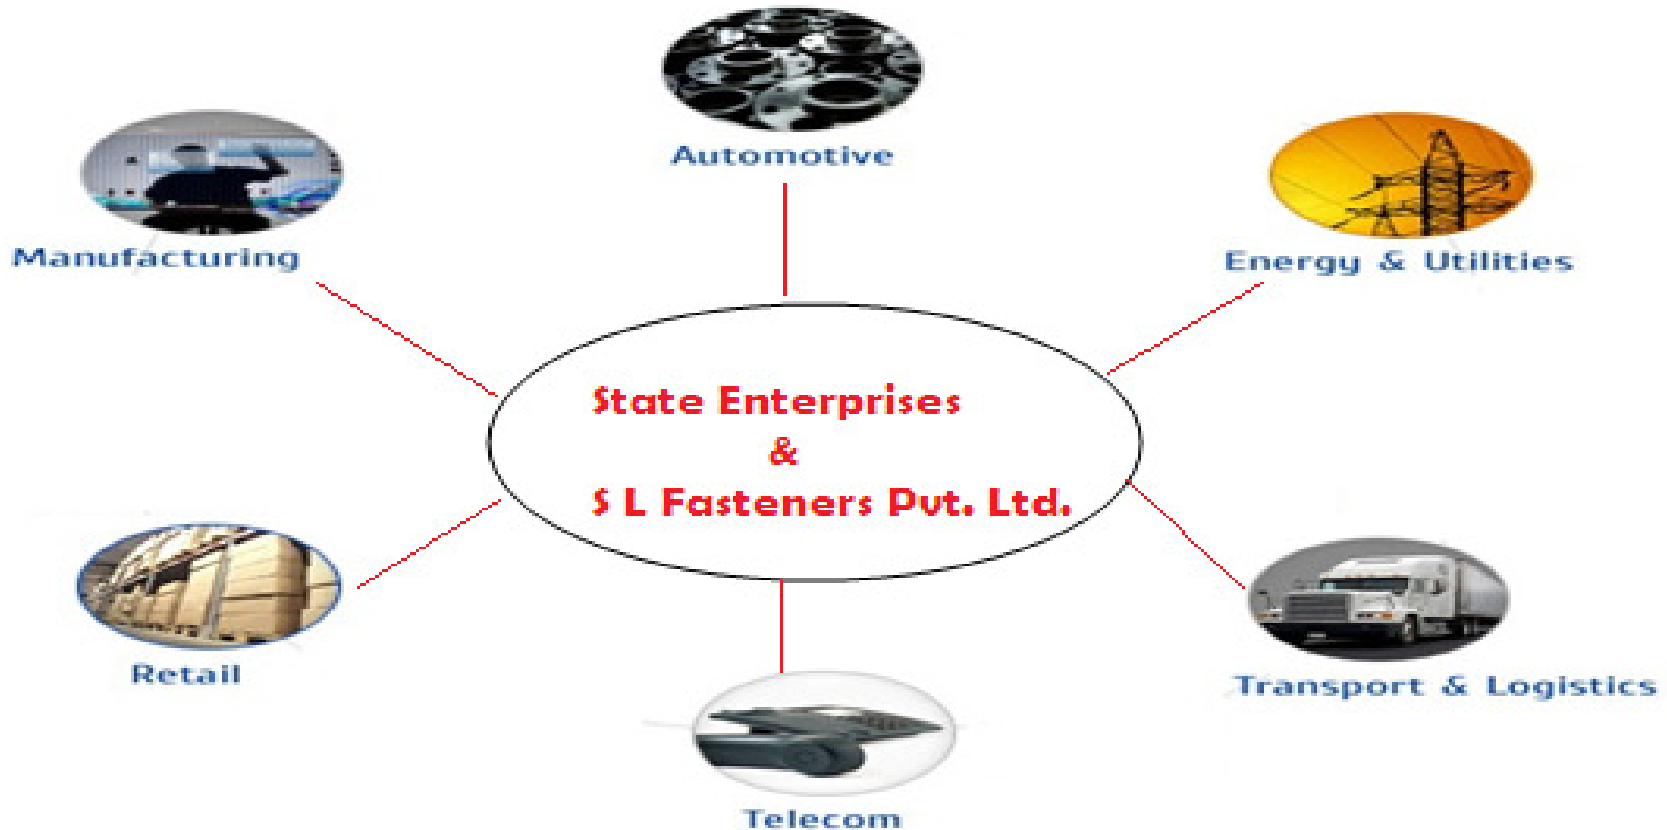 Automotive
Manufacturing
Energy & Utilities
State Enterprises
&
S L Fasteners Pvt. Ltd.
Retail
Transport & Logistics
Telecom